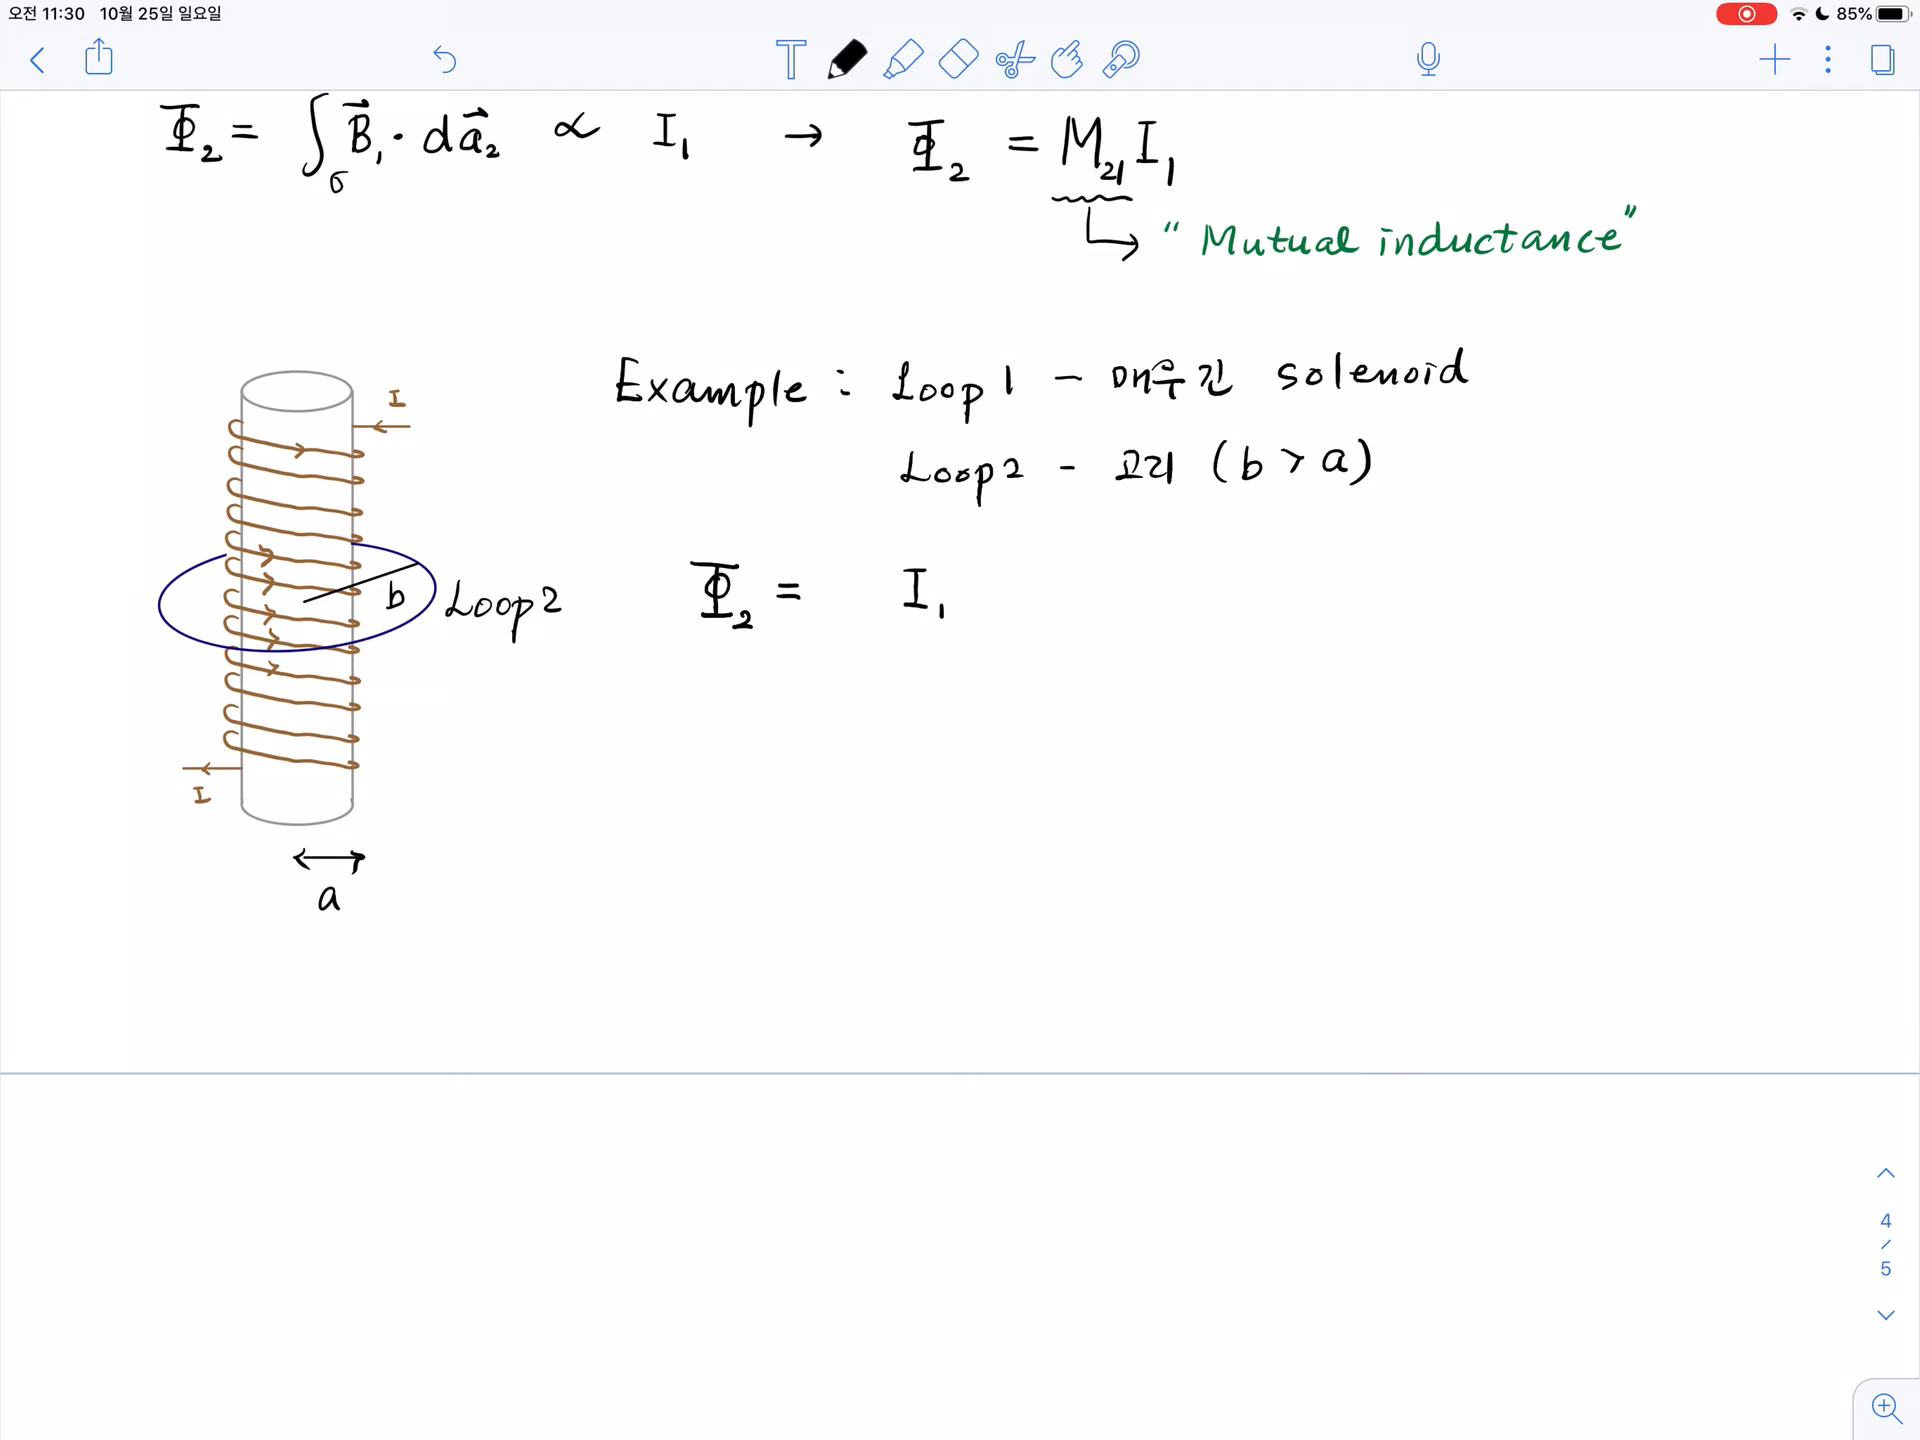 오전 11:30 10월 25일 일요일
85%
T
Φ₂ = ∫σ B⃗₁ · da⃗₂ ∝ I₁ → Φ₂ = M₂₁I₁
" Mutual inductance "
I
Example : Loop 1 - 매우 긴 solenoid
Loop 2 - 고리 (b > a)
b
Loop 2
Φ₂ = I₁
I
a
4
/
5